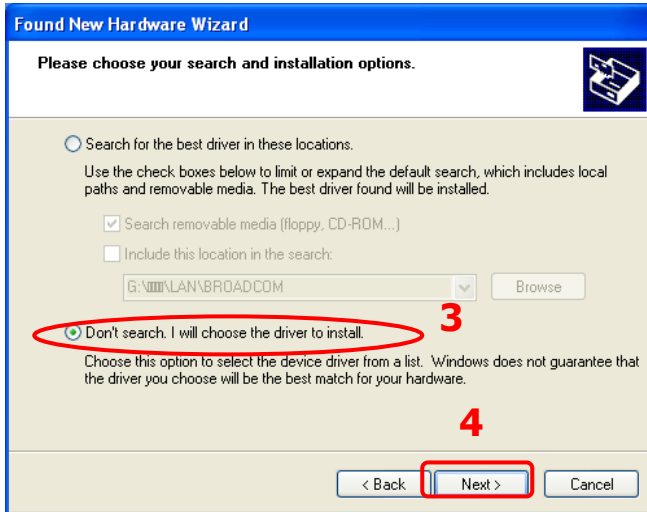 Found New Hardware Wizard
Please choose your search and installation options.
Search for the best driver in these locations.
Use the check boxes below to limit or expand the default search, which includes local
paths and removable media. The best driver found will be installed.
Search removable media (floppy, CD-ROM...)
Include this location in the search:
\LAN\BROADCOM
Browse
3
Don't search. I will choose the driver to install.
Choose this option to select the device driver from a list. Windows does not guarantee that
the driver you choose will be the best match for your hardware.
4
< Back
Next >
Cancel